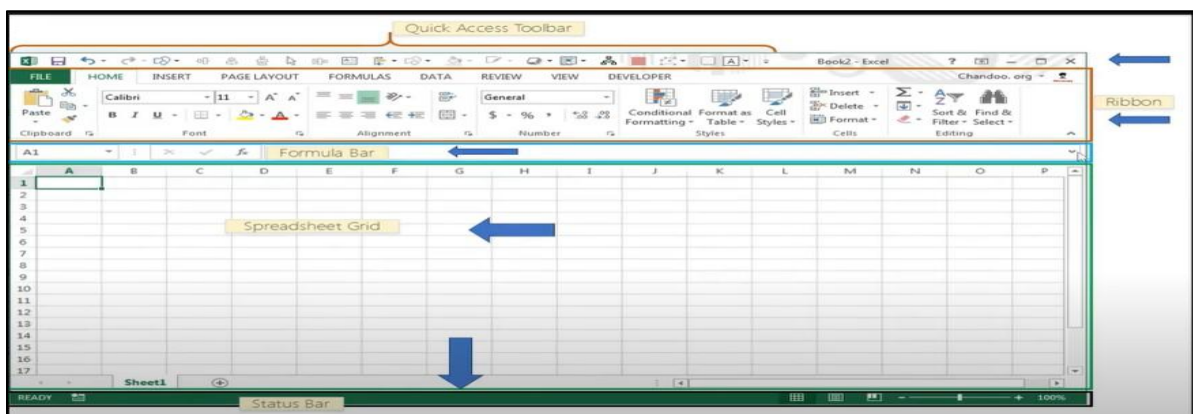 Quick Access Toolbar
Book2 - Excel
FILE HOME INSERT PAGE LAYOUT FORMULAS DATA REVIEW VIEW DEVELOPER Chandoo. org
Ribbon
Paste Calibri 11 General Conditional Formatting Format as Table Cell Styles Insert Delete Format Sort & Filter Find & Select
B I U $ % ,
Clipboard Font Alignment Number Styles Cells Editing
A1 fx Formula Bar
A B C D E F G H I J K L M N O P
1
2
3
4
Spreadsheet Grid
5
6
7
8
9
10
11
12
13
14
15
16
17
Sheet1
READY Status Bar 100%